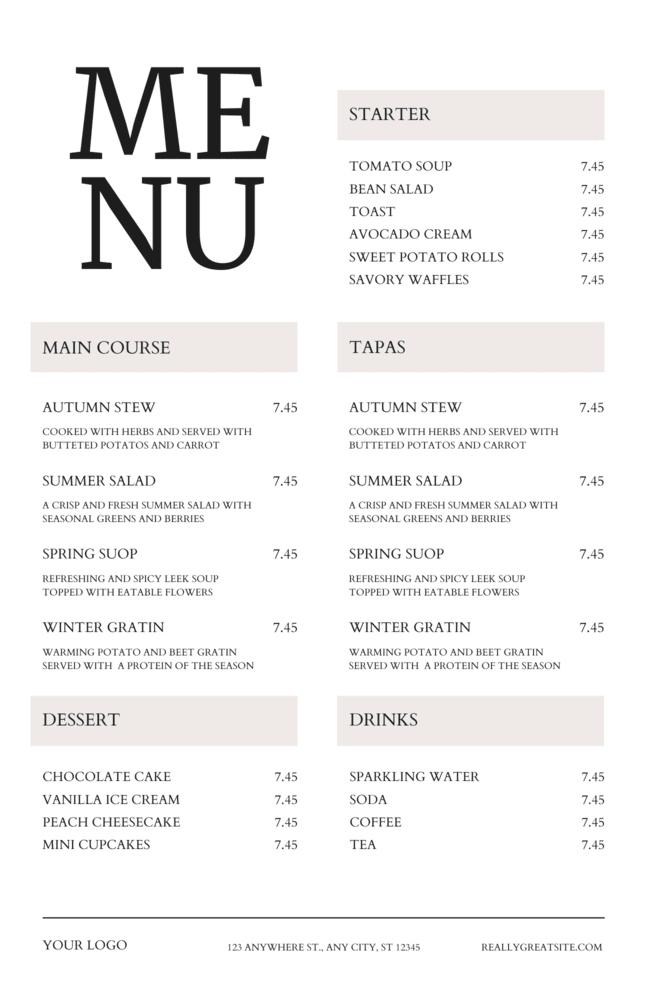 ME
NU
STARTER
TOMATO SOUP 7.45
BEAN SALAD 7.45
TOAST 7.45
AVOCADO CREAM 7.45
SWEET POTATO ROLLS 7.45
SAVORY WAFFLES 7.45
MAIN COURSE
AUTUMN STEW 7.45
COOKED WITH HERBS AND SERVED WITH
BUTTETED POTATOS AND CARROT
SUMMER SALAD 7.45
A CRISP AND FRESH SUMMER SALAD WITH
SEASONAL GREENS AND BERRIES
SPRING SUOP 7.45
REFRESHING AND SPICY LEEK SOUP
TOPPED WITH EATABLE FLOWERS
WINTER GRATIN 7.45
WARMING POTATO AND BEET GRATIN
SERVED WITH A PROTEIN OF THE SEASON
TAPAS
AUTUMN STEW 7.45
COOKED WITH HERBS AND SERVED WITH
BUTTETED POTATOS AND CARROT
SUMMER SALAD 7.45
A CRISP AND FRESH SUMMER SALAD WITH
SEASONAL GREENS AND BERRIES
SPRING SUOP 7.45
REFRESHING AND SPICY LEEK SOUP
TOPPED WITH EATABLE FLOWERS
WINTER GRATIN 7.45
WARMING POTATO AND BEET GRATIN
SERVED WITH A PROTEIN OF THE SEASON
DESSERT
CHOCOLATE CAKE 7.45
VANILLA ICE CREAM 7.45
PEACH CHEESECAKE 7.45
MINI CUPCAKES 7.45
DRINKS
SPARKLING WATER 7.45
SODA 7.45
COFFEE 7.45
TEA 7.45
YOUR LOGO
123 ANYWHERE ST., ANY CITY, ST 12345
REALLYGREATSITE.COM